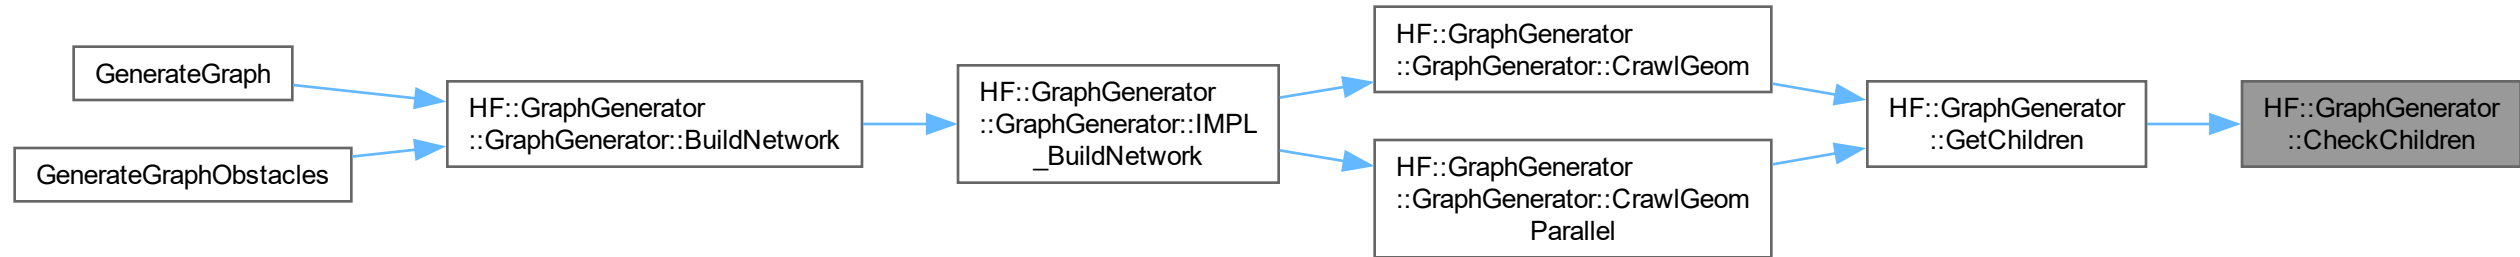 GenerateGraph
GenerateGraphObstacles
HF::GraphGenerator
::GraphGenerator::BuildNetwork
HF::GraphGenerator
::GraphGenerator::IMPL
_BuildNetwork
HF::GraphGenerator
::GraphGenerator::CrawlGeom
HF::GraphGenerator
::GraphGenerator::CrawlGeom
Parallel
HF::GraphGenerator
::GetChildren
HF::GraphGenerator
::CheckChildren